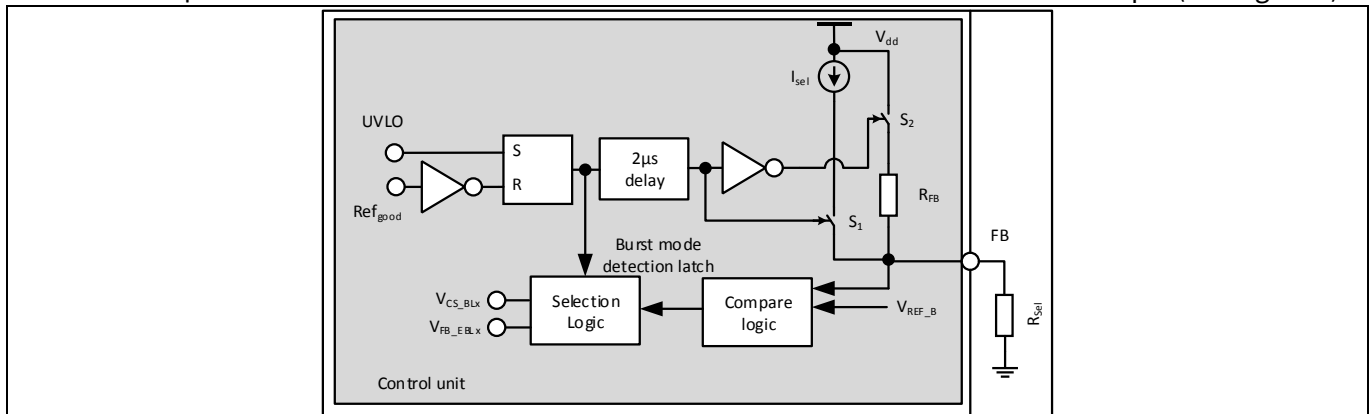 V_dd
I_sel
UVLO
S_2
S
2µs
delay
R
R_FB
Ref_good
S_1
FB
Burst mode
detection latch
V_CS_BLx
Selection
Logic
Compare
logic
V_REF_B
V_FB_EBLx
R_Sel
Control unit